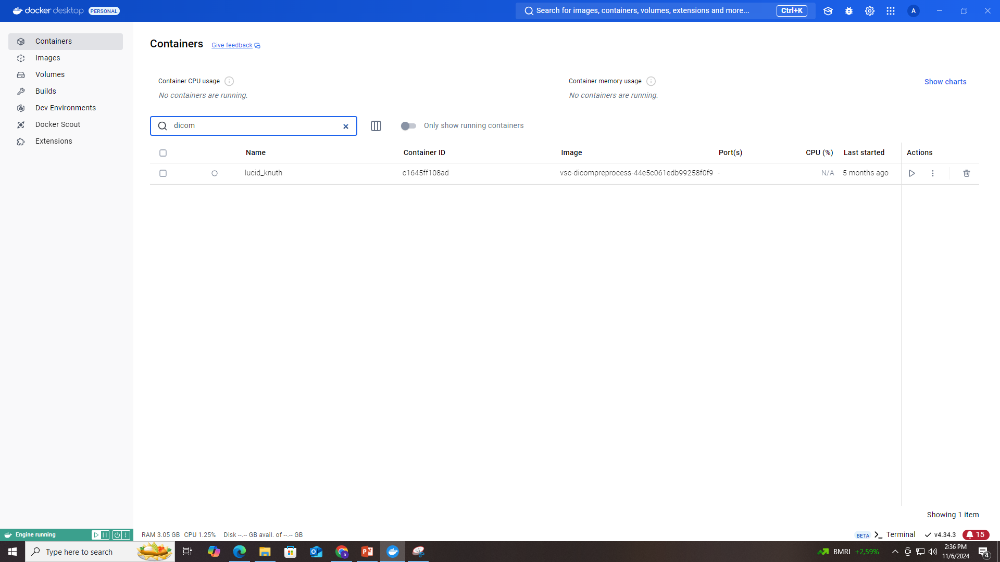 docker desktop PERSONAL
Search for images, containers, volumes, extensions and more... Ctrl+K
A
Containers
Images
Volumes
Builds
Dev Environments
Docker Scout
Extensions
Containers Give feedback
Container CPU usage
No containers are running.
Container memory usage
No containers are running.
Show charts
dicom
Only show running containers
Name Container ID Image Port(s) CPU (%) Last started Actions
lucid_knuth c1645ff108ad vsc-dicompreprocess-44e5c061edb99258f0f9 - N/A 5 months ago
Showing 1 item
Engine running
RAM 3.05 GB CPU 1.25% Disk --.-- GB avail. of --.-- GB
BETA Terminal v4.34.3 15
Type here to search
BMRI +2,59%
2:36 PM
11/6/2024
4